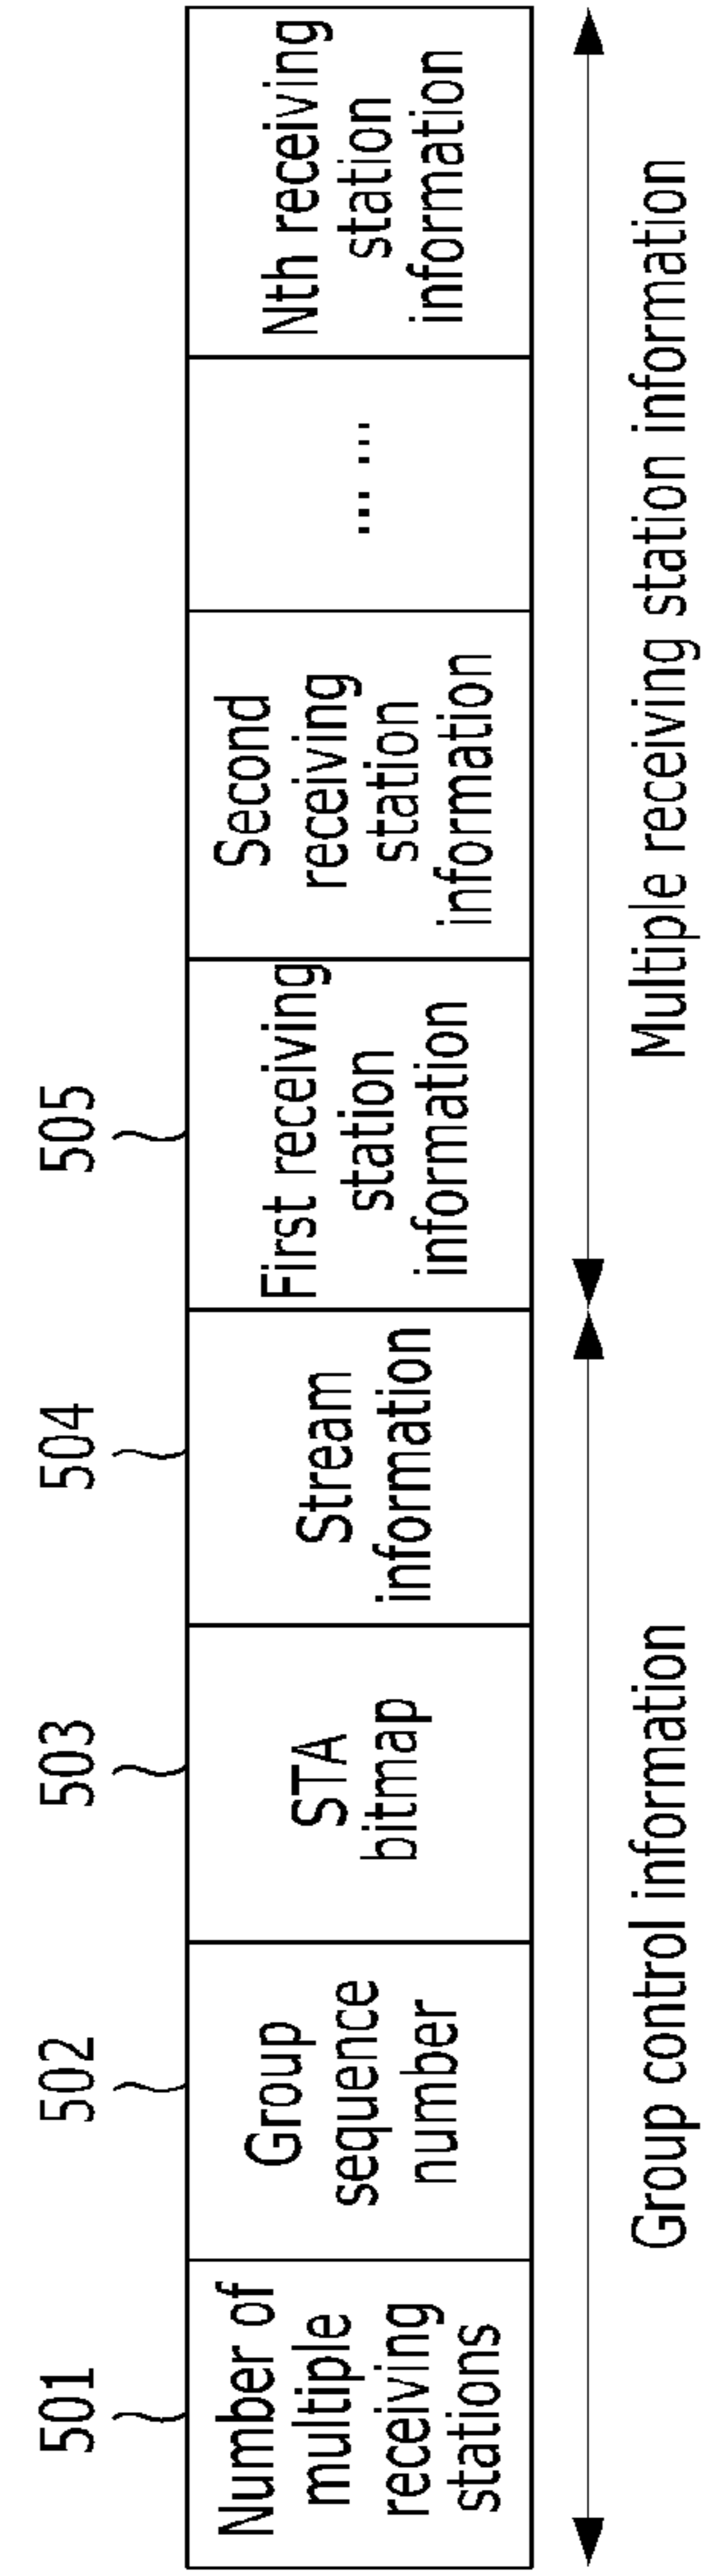 501
502
503
504
505
Number of
multiple
receiving
stations
Group
sequence
number
STA
bitmap
Stream
information
First receiving
station
information
Second
receiving
station
information
... ...
Nth receiving
station
information
Group control information
Multiple receiving station information